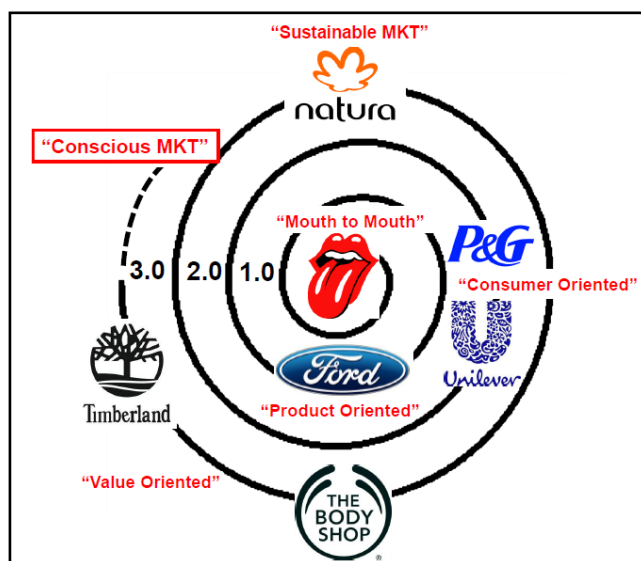 “Sustainable MKT”
natura
“Conscious MKT”
“Mouth to Mouth”
P&G
3.0 2.0 1.0
“Consumer Oriented”
Ford
Unilever
Timberland
“Product Oriented”
“Value Oriented”
THE
BODY
SHOP
®